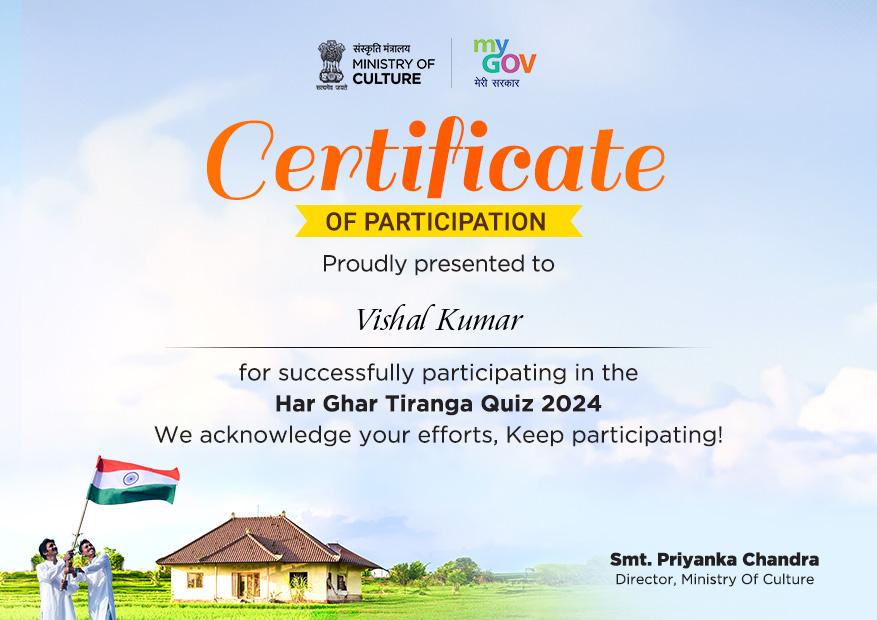 संस्कृति मंत्रालय
MINISTRY OF
CULTURE
सत्यमेव जयते
my
GOV
मेरी सरकार
Certificate
OF PARTICIPATION
Proudly presented to
Vishal Kumar
for successfully participating in the
Har Ghar Tiranga Quiz 2024
We acknowledge your efforts, Keep participating!
Smt. Priyanka Chandra
Director, Ministry Of Culture